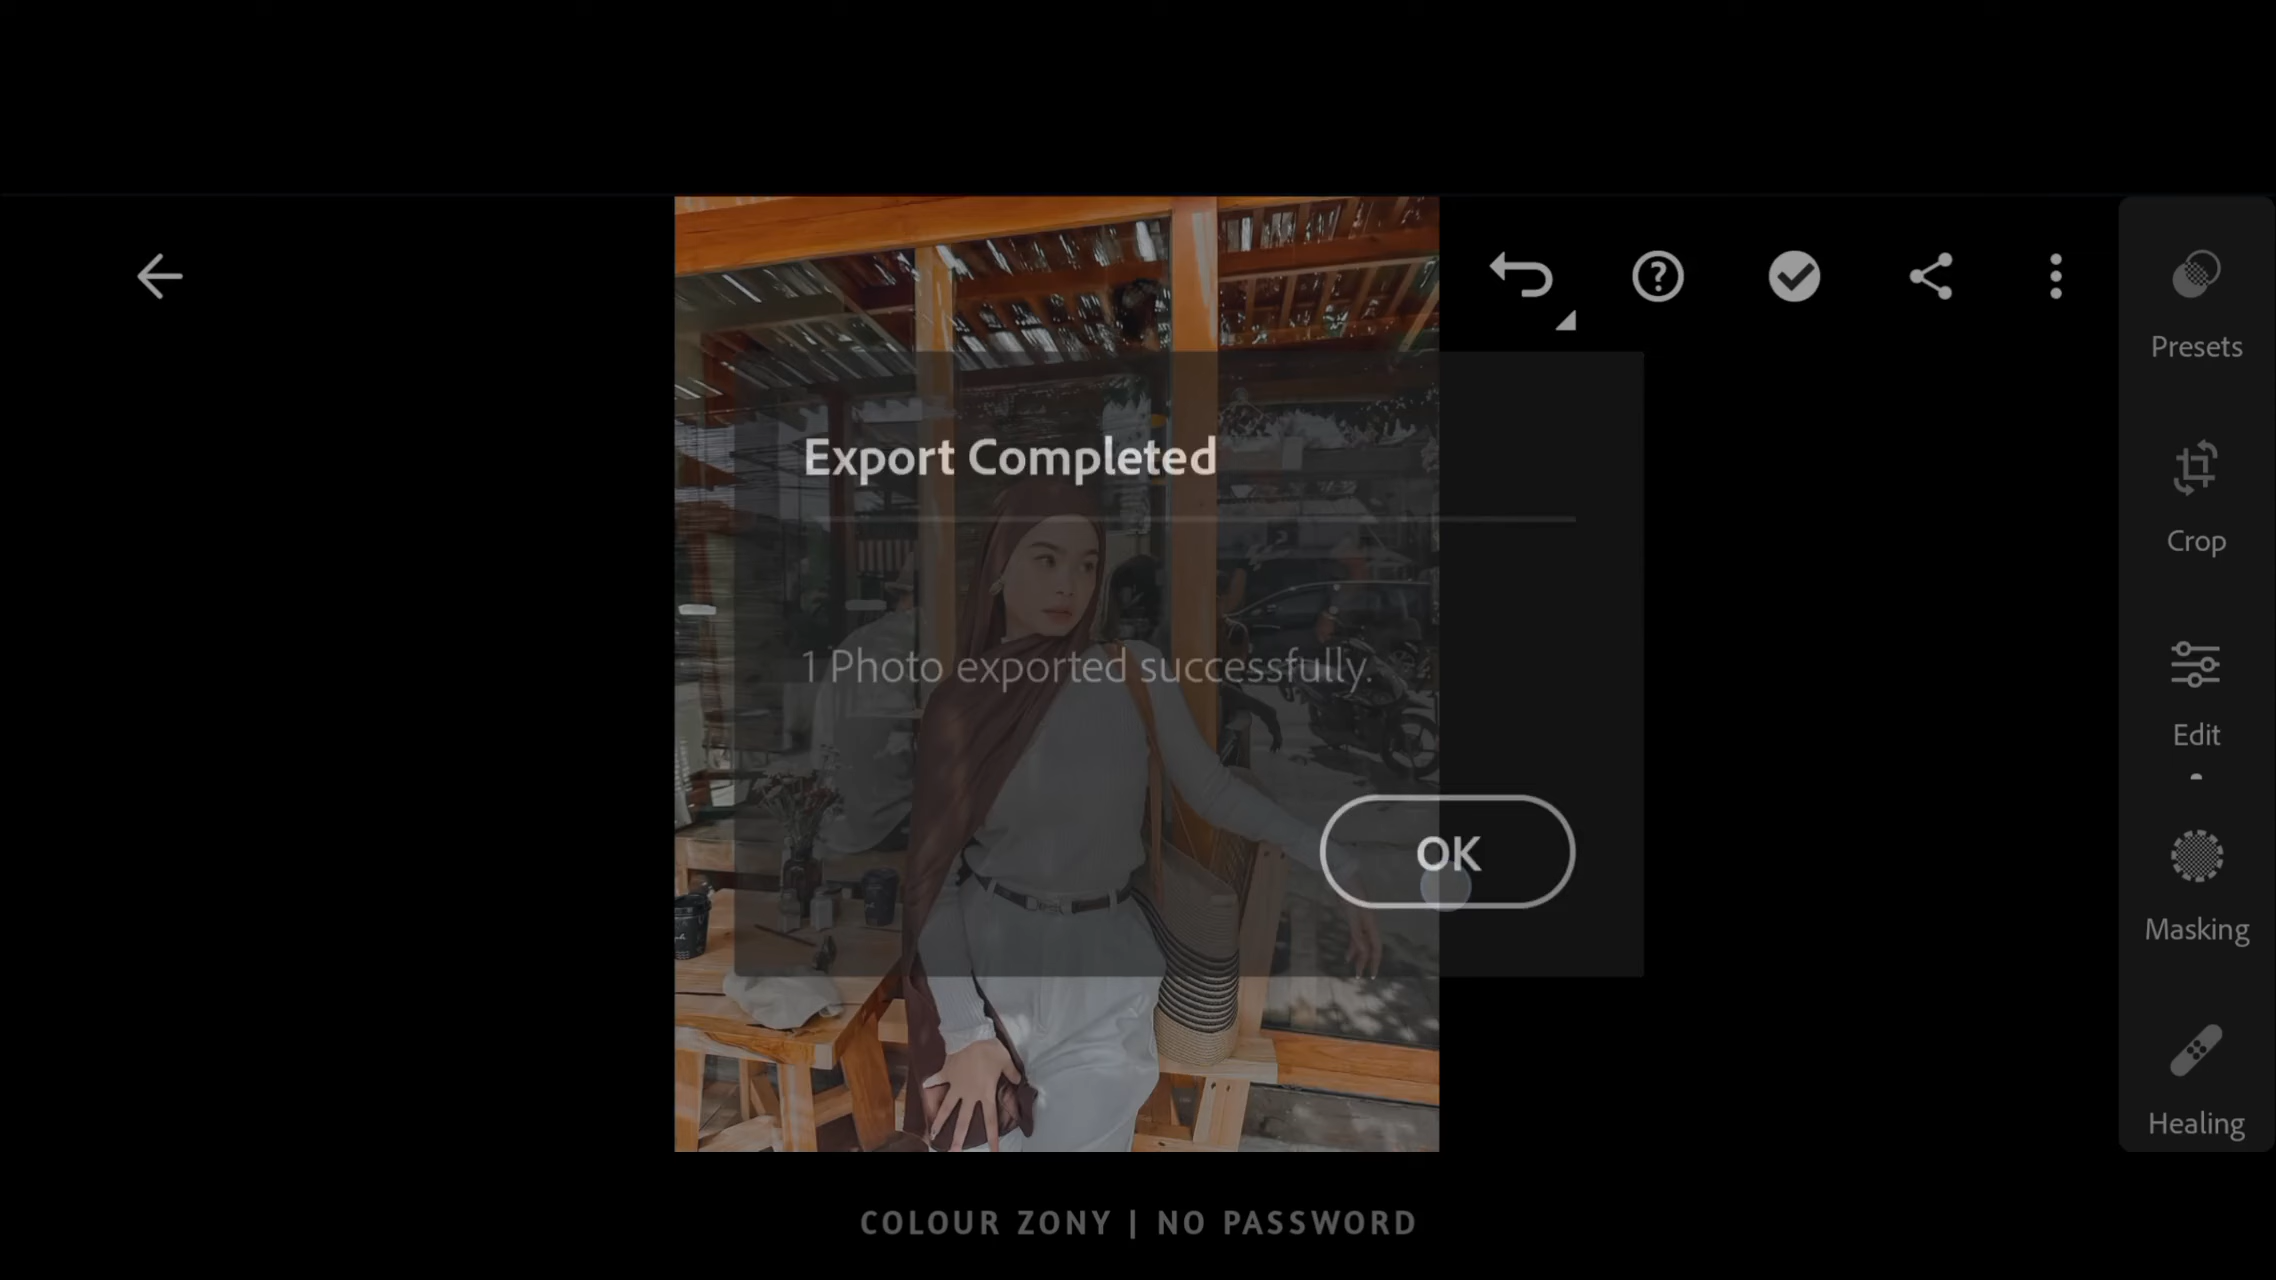 Presets
Export Completed
Crop
1 Photo exported successfully.
Edit
OK
Masking
Healing
COLOUR ZONY | NO PASSWORD